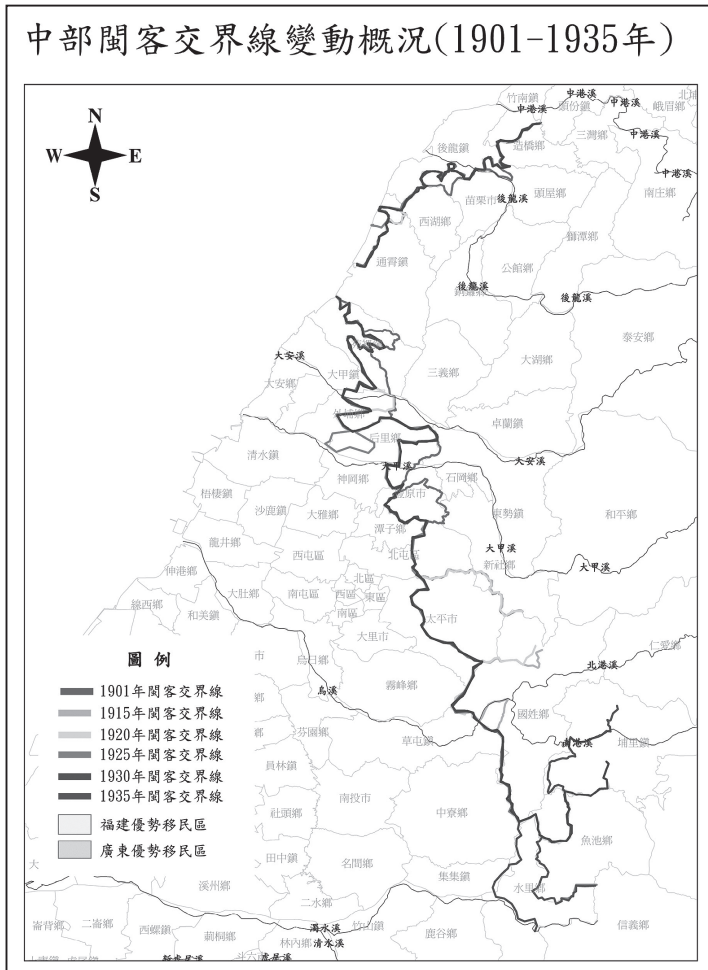 中部閩客交界線變動概況(1901-1935年)
N
W E
S
竹南鎮
中港溪
中港溪
頭份鎮
中港溪
峨眉鄉
中港溪
三灣鄉
造橋鄉
後龍鎮
中港溪
頭屋鄉
南庄鄉
苗栗市
後龍溪
西湖鄉
獅潭鄉
通霄鎮
公館鄉
後龍溪
後龍溪
泰安鄉
大安溪
大湖鄉
大甲鎮
三義鄉
大安鄉
外埔鄉
卓蘭鎮
后里鄉
清水鎮
大安溪
大甲溪
神岡鄉
石岡鄉
梧棲鎮
豐原市
沙鹿鎮
大雅鄉
東勢鎮
和平鄉
潭子鄉
龍井鄉
西屯區
北屯區
大甲溪
新社鄉
大甲溪
伸港鄉
北區
大肚鄉
南屯區
西區
東區
線西鄉
和美鎮
南區
太平市
大里市
仁愛鄉
圖例
市
烏日鄉
北港溪
1901年閩客交界線
烏溪
霧峰鄉
1915年閩客交界線
鄉
國姓鄉
1920年閩客交界線
鄉
芬園鄉
草屯鎮
南港溪
埔里鎮
1925年閩客交界線
員林鎮
1930年閩客交界線
1935年閩客交界線
南投市
社頭鄉
中寮鄉
福建優勢移民區
魚池鄉
廣東優勢移民區
田中鎮
名間鄉
大
集集鎮
溪州鄉
水里鄉
二水鄉
崙背鄉
二崙鄉
西螺鎮
莿桐鄉
濁水溪
竹山鎮
鹿谷鄉
信義鄉
林內鄉
清水溪
新虎尾溪
斗六
虎尾溪